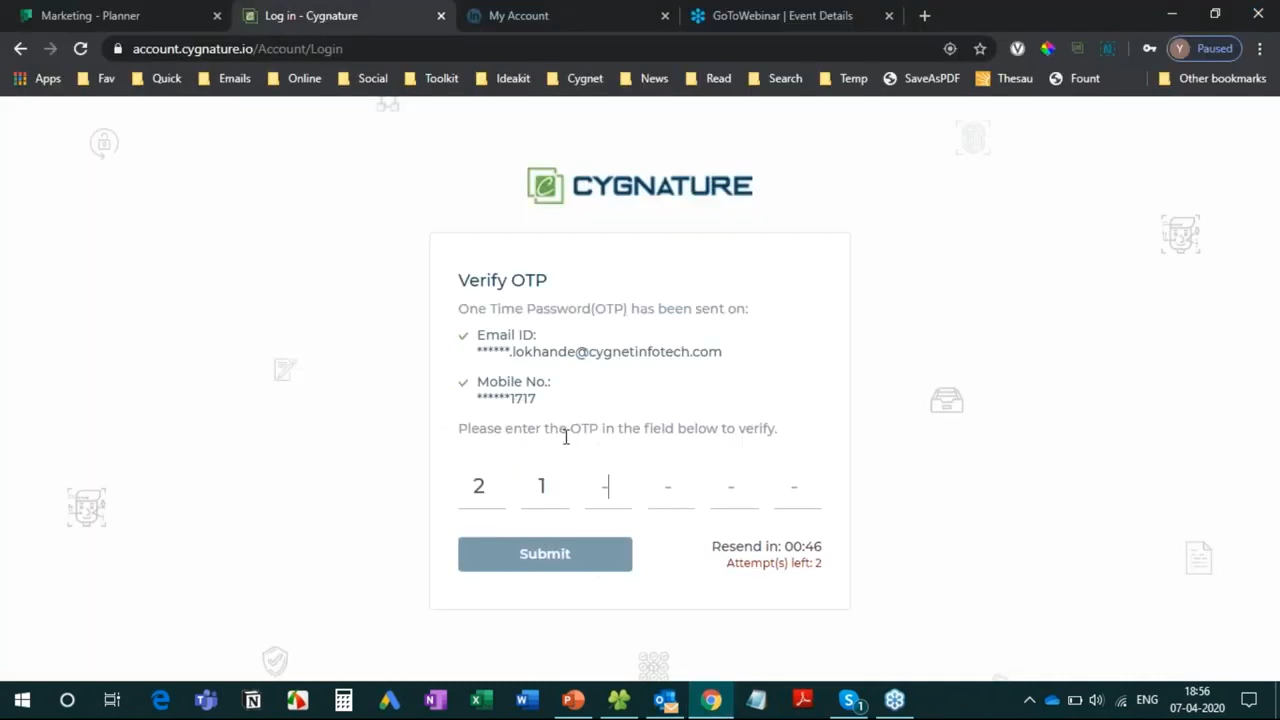 Marketing - Planner
Log in - Cygnature
My Account
GoToWebinar | Event Details
account.cygnature.io/Account/Login
Y Paused
Apps Fav Quick Emails Online Social Toolkit Ideakit Cygnet News Read Search Temp SaveAsPDF Thesau Fount Other bookmarks
CYGNATURE
Verify OTP
One Time Password(OTP) has been sent on:
Email ID:
******.lokhande@cygnetinfotech.com
Mobile No.:
******1717
Please enter the OTP in the field below to verify.
2 1 - - - -
Submit
Resend in: 00:46
Attempt(s) left: 2
ENG
18:56
07-04-2020